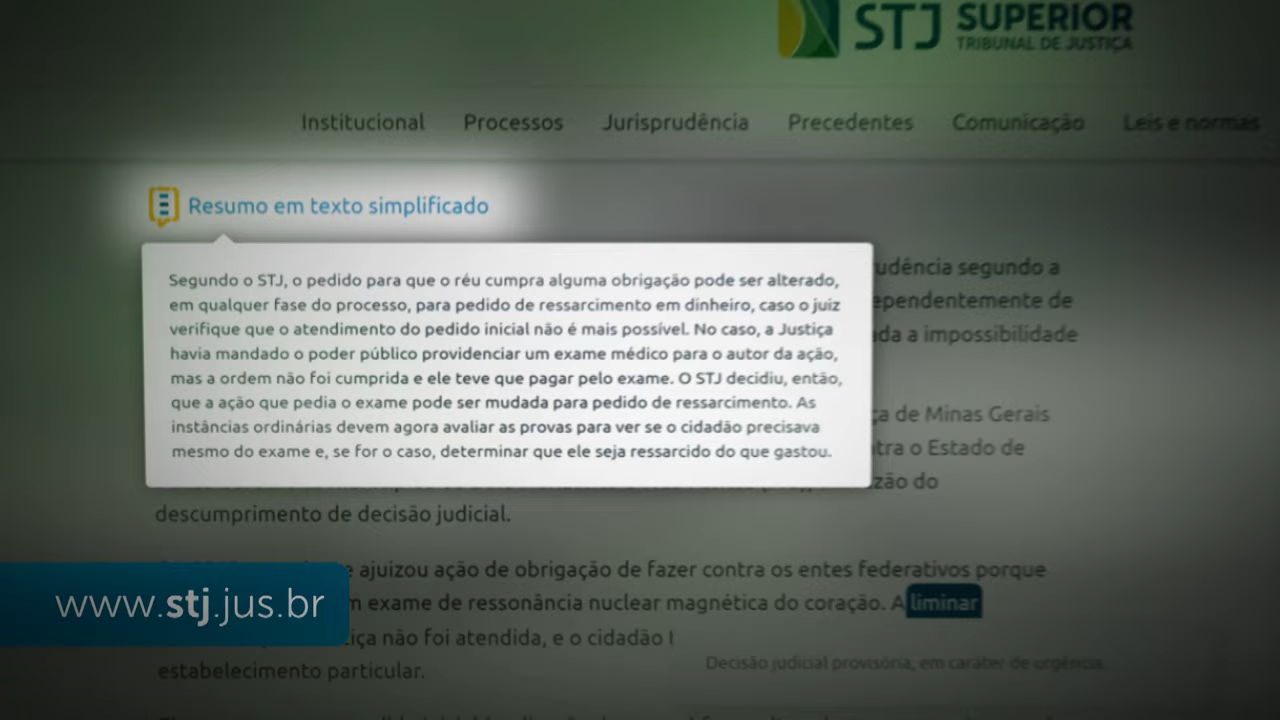 STJ SUPERIOR
TRIBUNAL DE JUSTIÇA
Institucional Processos Jurisprudência Precedentes Comunicação Leis e normas
Resumo em texto simplificado
Segundo o STJ, o pedido para que o réu cumpra alguma obrigação pode ser alterado,
em qualquer fase do processo, para pedido de ressarcimento em dinheiro, caso o juiz
verifique que o atendimento do pedido inicial não é mais possível. No caso, a Justiça
havia mandado o poder público providenciar um exame médico para o autor da ação,
mas a ordem não foi cumprida e ele teve que pagar pelo exame. O STJ decidiu, então,
que a ação que pedia o exame pode ser mudada para pedido de ressarcimento. As
instâncias ordinárias devem agora avaliar as provas para ver se o cidadão precisava
mesmo do exame e, se for o caso, determinar que ele seja ressarcido do que gastou.
segundo a
de
a impossibilidade
de Minas Gerais
o Estado de
do
descumprimento de decisão judicial.
ajuizou ação de obrigação de fazer contra os entes federativos porque
exame de ressonância nuclear magnética do coração. A liminar
não foi atendida, e o cidadão
Decisão judicial provisória, em caráter de urgência.
estabelecimento particular.
www.stj.jus.br